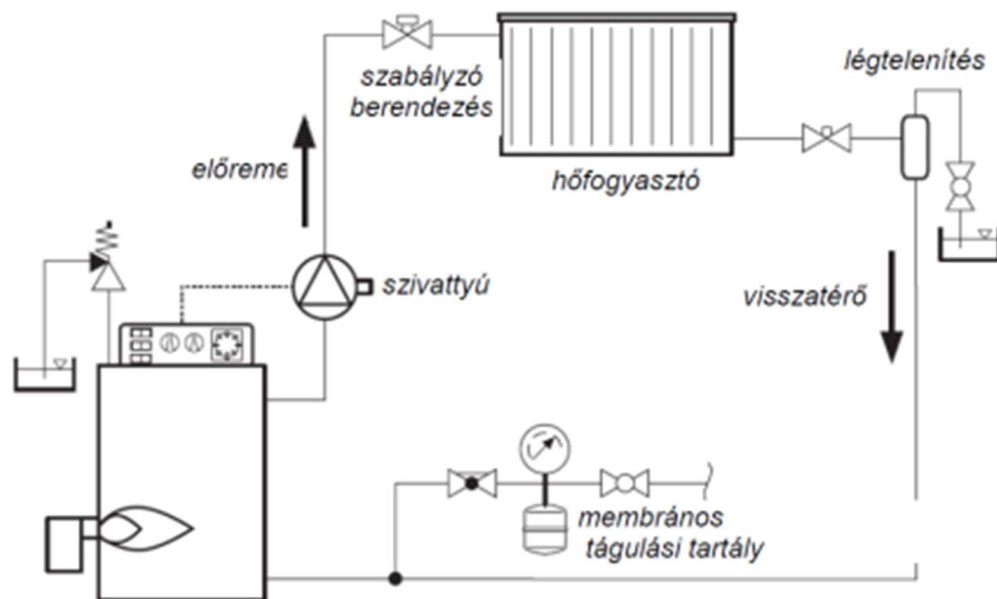 szabályzó
berendezés
légtelenítés
előreme
hőfogyasztó
szivattyú
visszatérő
membrános
tágulási tartály